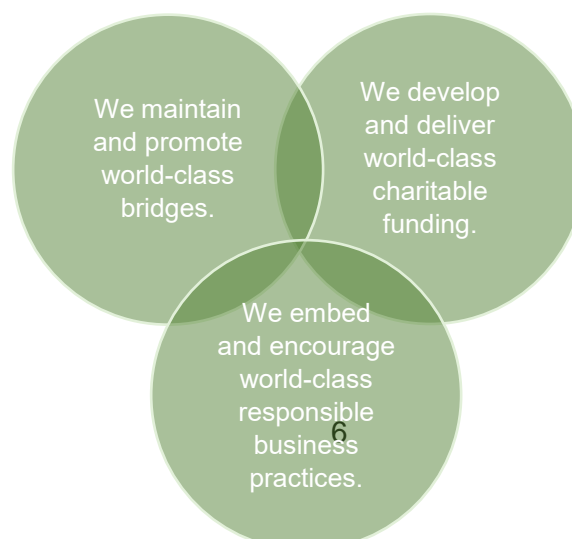 We maintain
and promote
world-class
bridges.
We develop
and deliver
world-class
charitable
funding.
We embed
and encourage
world-class
responsible
business
practices.
6